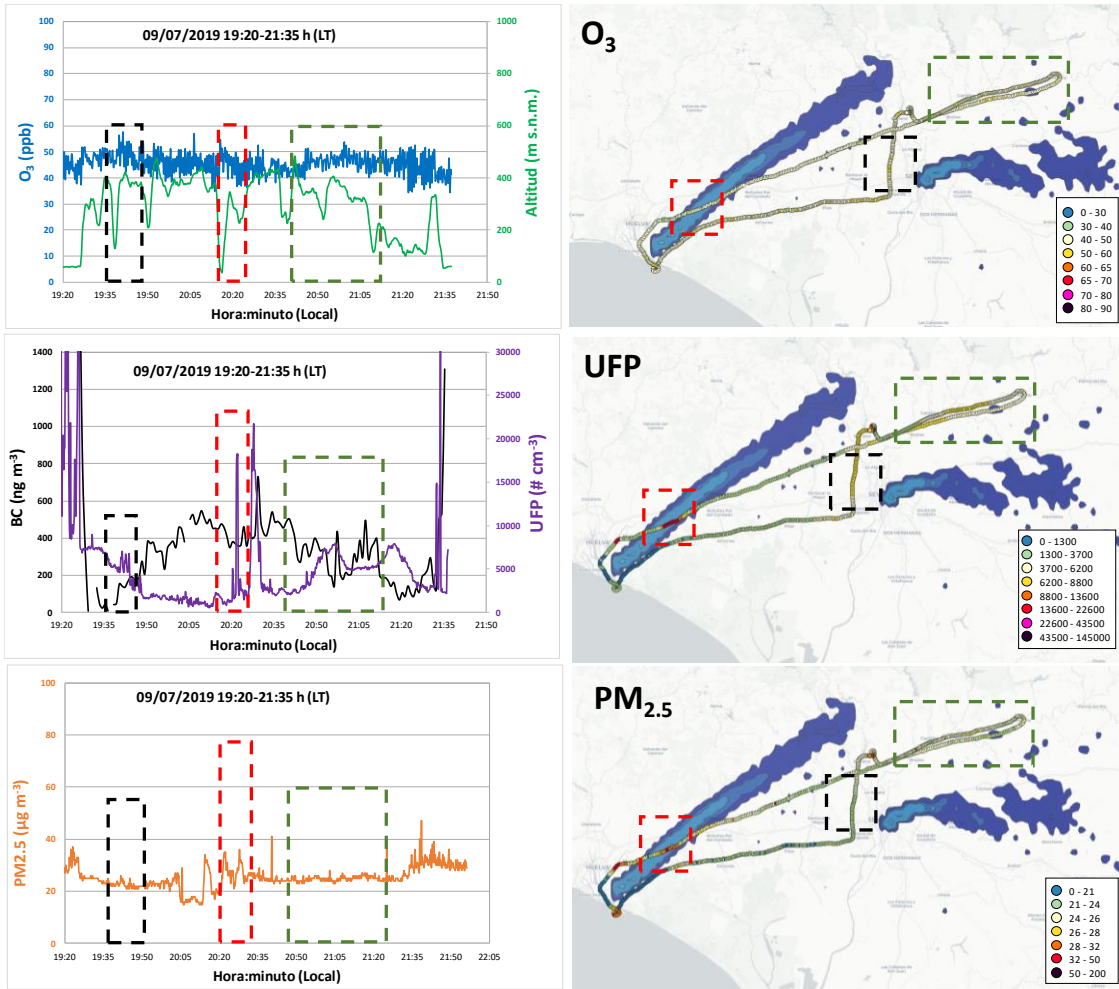 09/07/2019 19:20-21:35 h (LT)
O3 (ppb)
100
90
80
70
60
50
40
30
20
10
0
Altitud (m s.n.m.)
1000
800
600
400
200
0
19:20 19:35 19:50 20:05 20:20 20:35 20:50 21:05 21:20 21:35 21:50
Hora:minuto (Local)
O3
HUELVA
DOS HERMANAS
0 - 30
30 - 40
40 - 50
50 - 60
60 - 65
65 - 70
70 - 80
80 - 90
09/07/2019 19:20-21:35 h (LT)
BC (ng m-3)
1400
1200
1000
800
600
400
200
0
UFP (# cm-3)
30000
25000
20000
15000
10000
5000
0
19:20 19:35 19:50 20:05 20:20 20:35 20:50 21:05 21:20 21:35 21:50
Hora:minuto (Local)
UFP
HUELVA
DOS HERMANAS
0 - 1300
1300 - 3700
3700 - 6200
6200 - 8800
8800 - 13600
13600 - 22600
22600 - 43500
43500 - 145000
09/07/2019 19:20-21:35 h (LT)
PM2.5 (µg m-3)
100
80
60
40
20
0
19:20 19:35 19:50 20:05 20:20 20:35 20:50 21:05 21:20 21:35 21:50 22:05
Hora:minuto (Local)
PM2.5
HUELVA
DOS HERMANAS
0 - 21
21 - 24
24 - 26
26 - 28
28 - 32
32 - 50
50 - 200